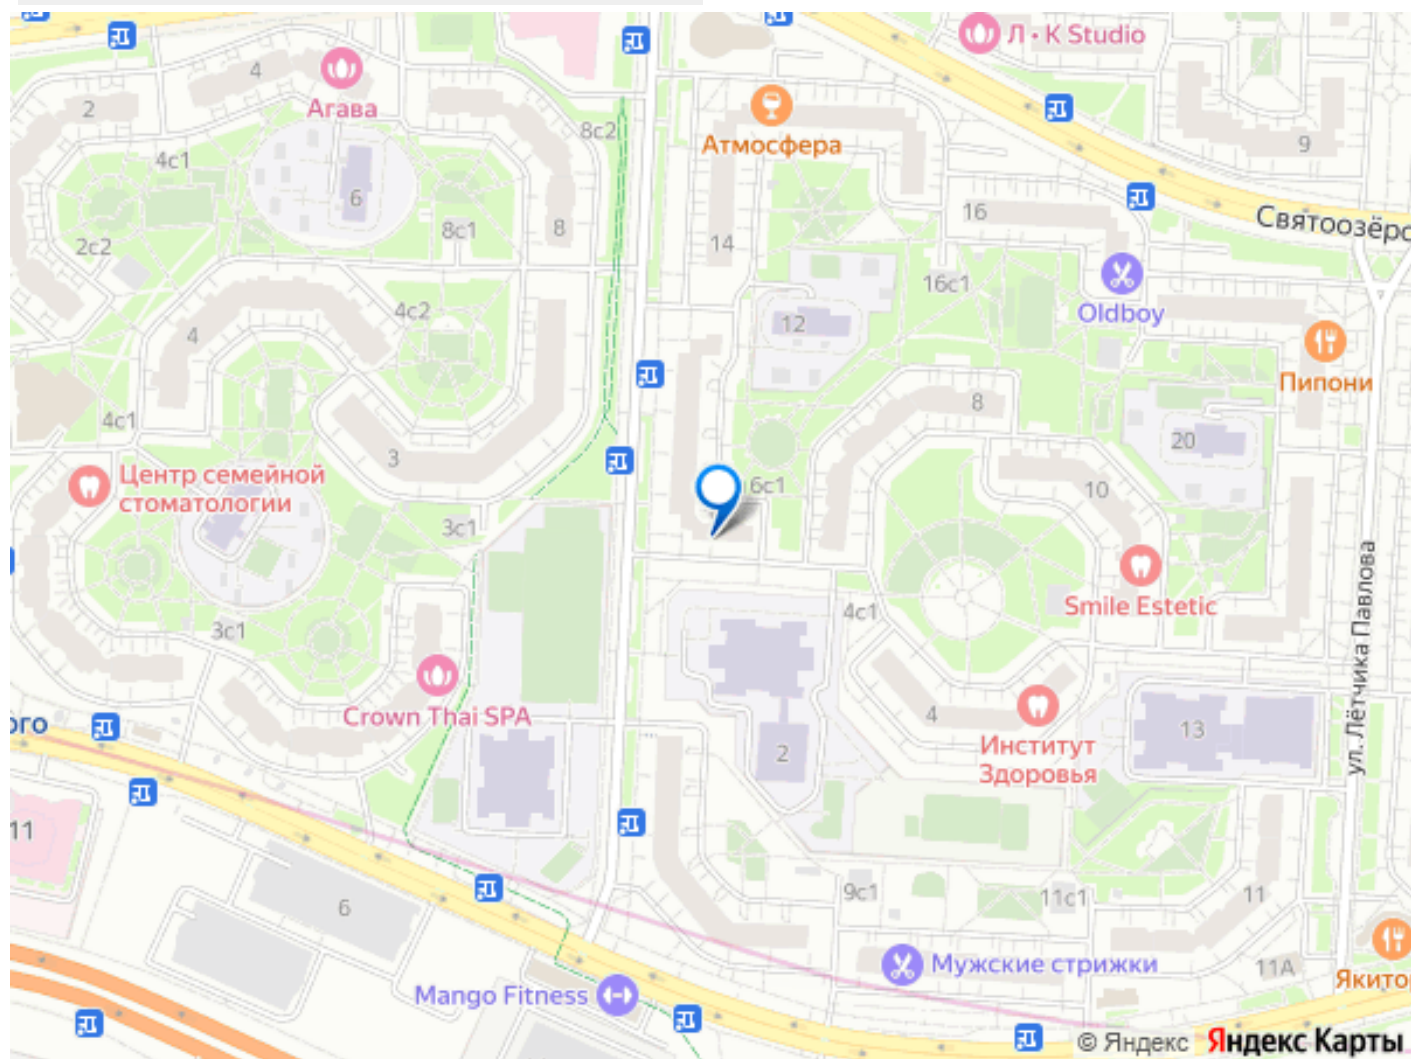 Л • К Studio
4
Агава
2
8с2
Атмосфера
9
4с1
6
16
Святоозёрс
2с2
8с1
8
14
16с1
4с2
12
Oldboy
4
Пипони
8
4с1
3
20
Центр семейной
стоматологии
6с1
10
3с1
Smile Estetic
4с1
3с1
ул. Лётчика Павлова
ого
Crown Thai SPA
4
13
2
Институт
Здоровья
11
6
9с1
11с1
11
Мужские стрижки
11А
Якито
Mango Fitness
© Яндекс Яндекс Карты